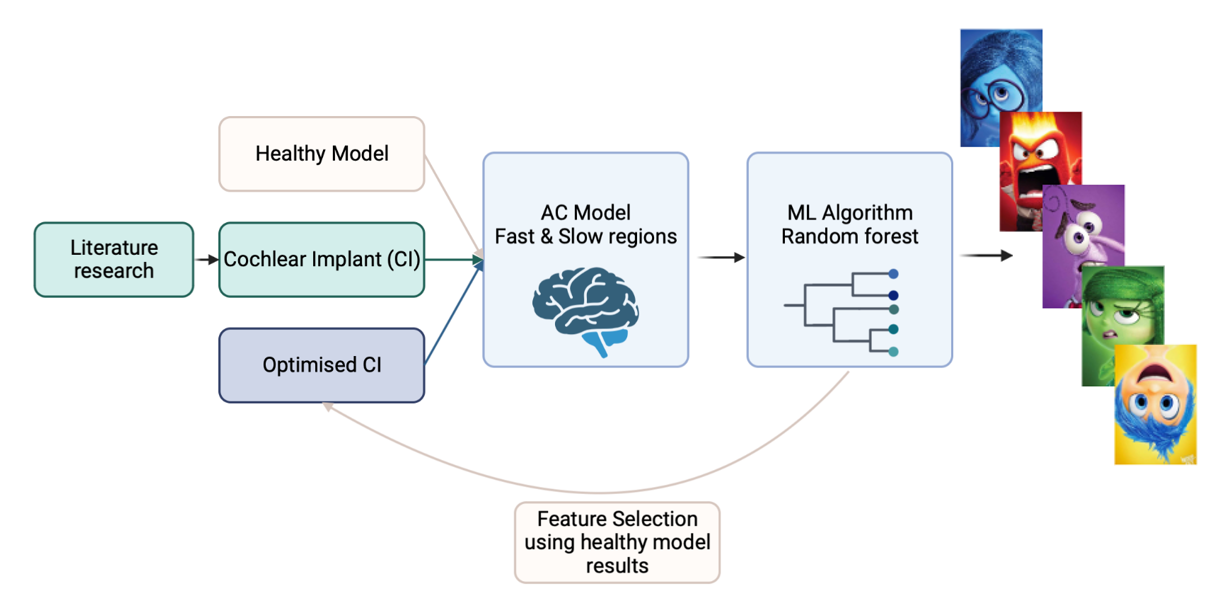 Healthy Model
Literature
research
Cochlear Implant (CI)
Optimised CI
AC Model
Fast & Slow regions
ML Algorithm
Random forest
Feature Selection
using healthy model
results